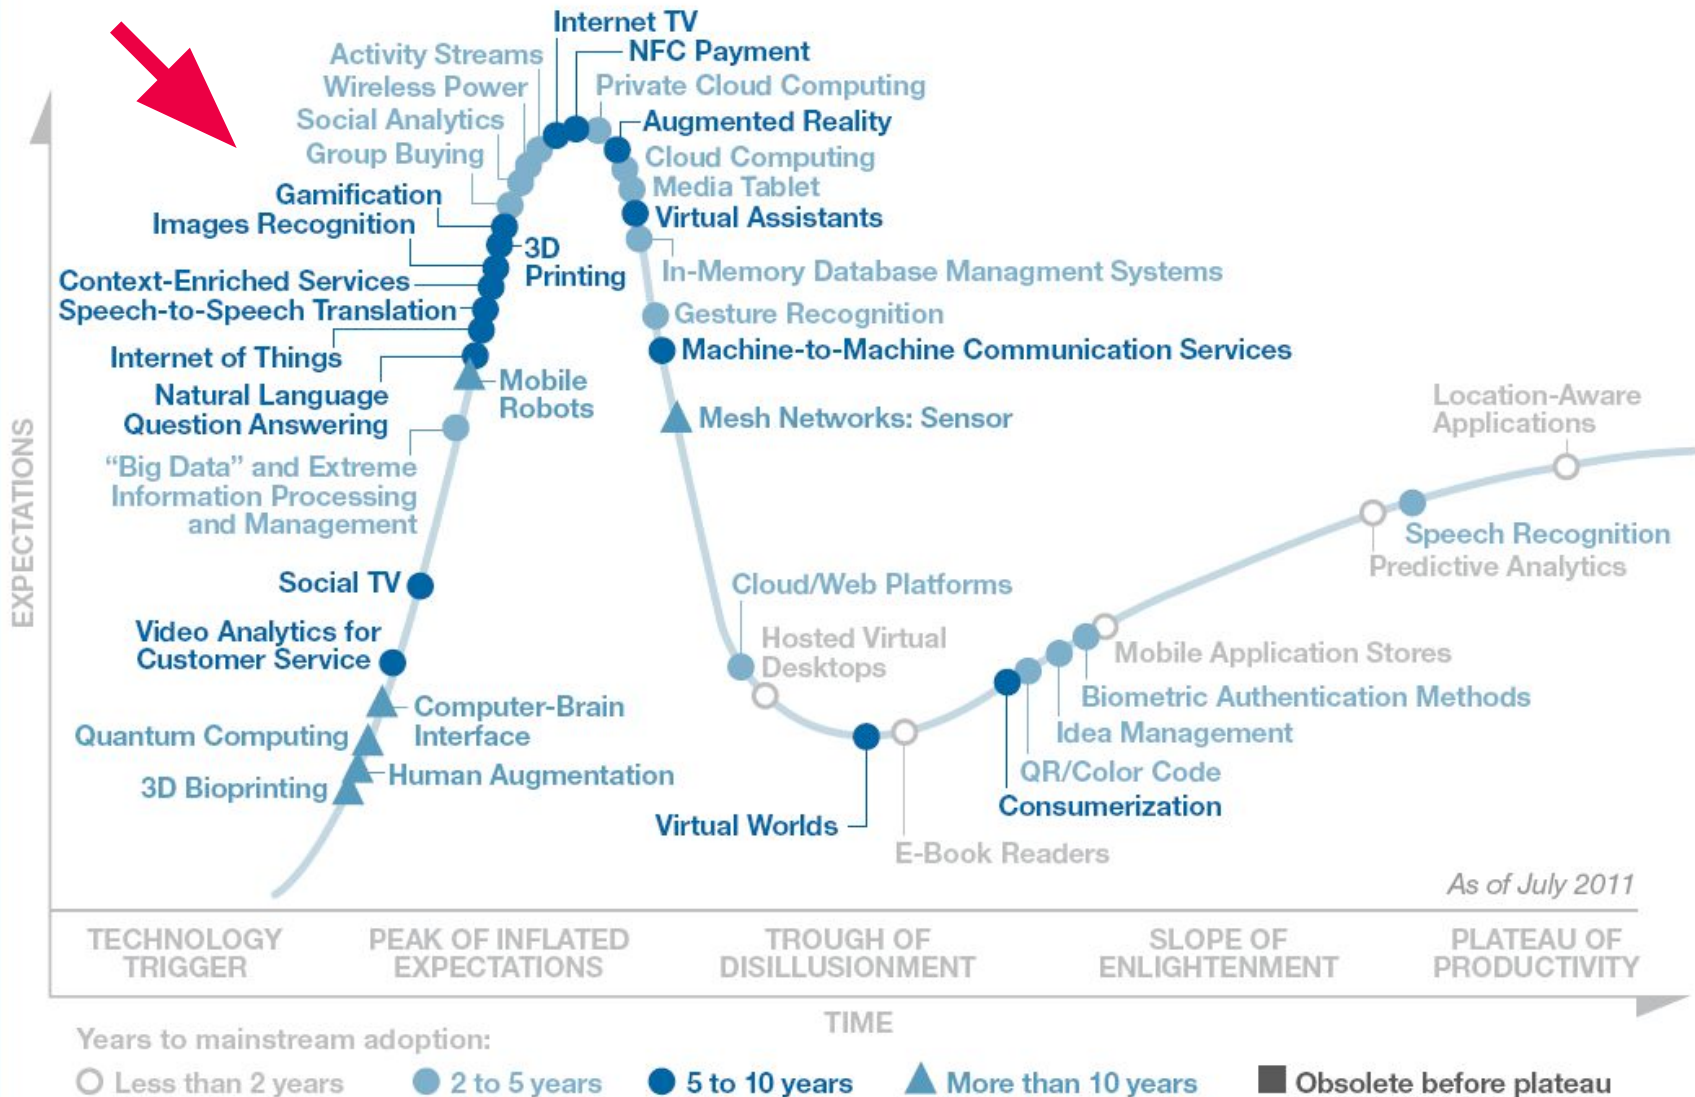 Internet TV
Activity Streams
NFC Payment
Wireless Power
Private Cloud Computing
Social Analytics
Augmented Reality
Group Buying
Cloud Computing
Media Tablet
Gamification
Virtual Assistants
Images Recognition
3D
Printing
In-Memory Database Managment Systems
Context-Enriched Services
Speech-to-Speech Translation
Gesture Recognition
Internet of Things
Machine-to-Machine Communication Services
Mobile
Robots
Natural Language
Question Answering
Mesh Networks: Sensor
Location-Aware
Applications
“Big Data” and Extreme
Information Processing
and Management
EXPECTATIONS
Speech Recognition
Predictive Analytics
Social TV
Cloud/Web Platforms
Video Analytics for
Customer Service
Hosted Virtual
Desktops
Mobile Application Stores
Computer-Brain
Interface
Biometric Authentication Methods
Quantum Computing
Idea Management
Human Augmentation
QR/Color Code
3D Bioprinting
Consumerization
Virtual Worlds
E-Book Readers
As of July 2011
TECHNOLOGY
TRIGGER
PEAK OF INFLATED
EXPECTATIONS
TROUGH OF
DISILLUSIONMENT
SLOPE OF
ENLIGHTENMENT
PLATEAU OF
PRODUCTIVITY
TIME
Years to mainstream adoption:
Less than 2 years
2 to 5 years
5 to 10 years
More than 10 years
Obsolete before plateau